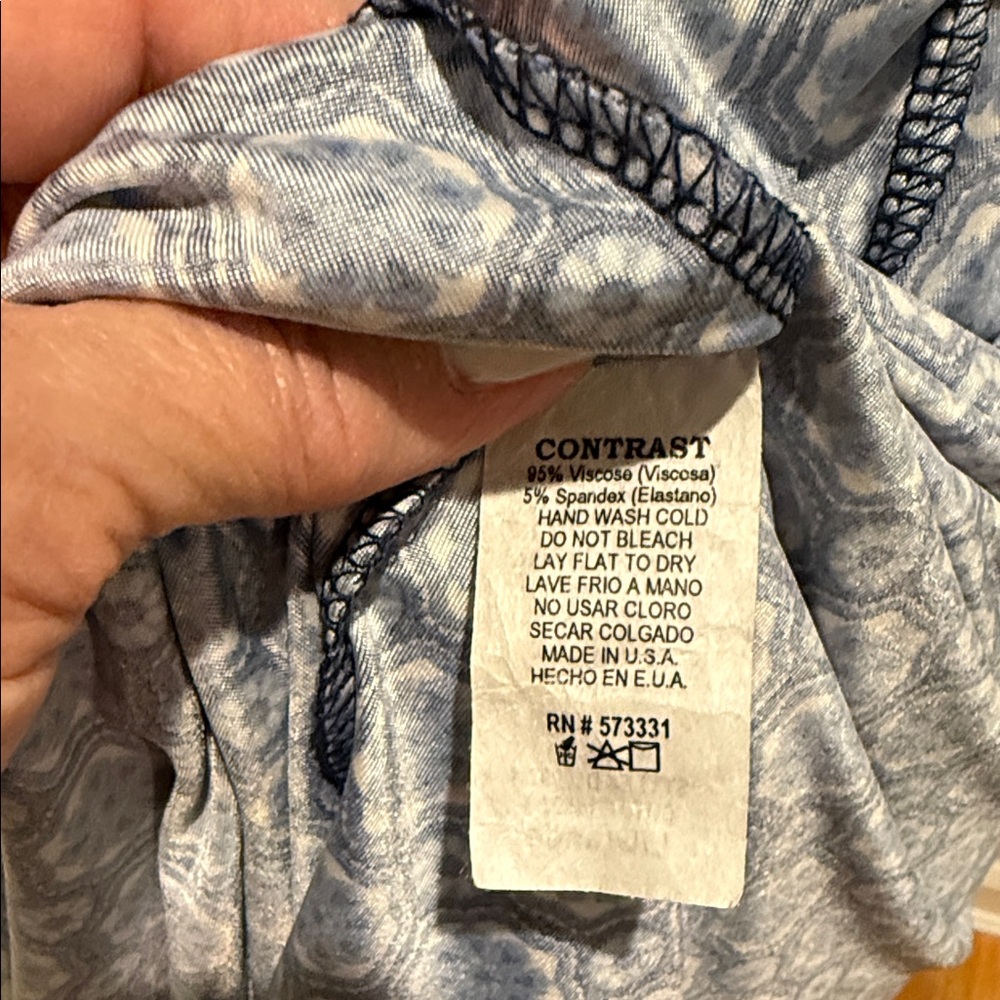 CONTRAST
95% Viscose (Viscosa)
5% Spandex (Elastano)
HAND WASH COLD
DO NOT BLEACH
LAY FLAT TO DRY
LAVE FRIO A MANO
NO USAR CLORO
SECAR COLGADO
MADE IN U.S.A.
HECHO EN E.U.A.
RN # 573331